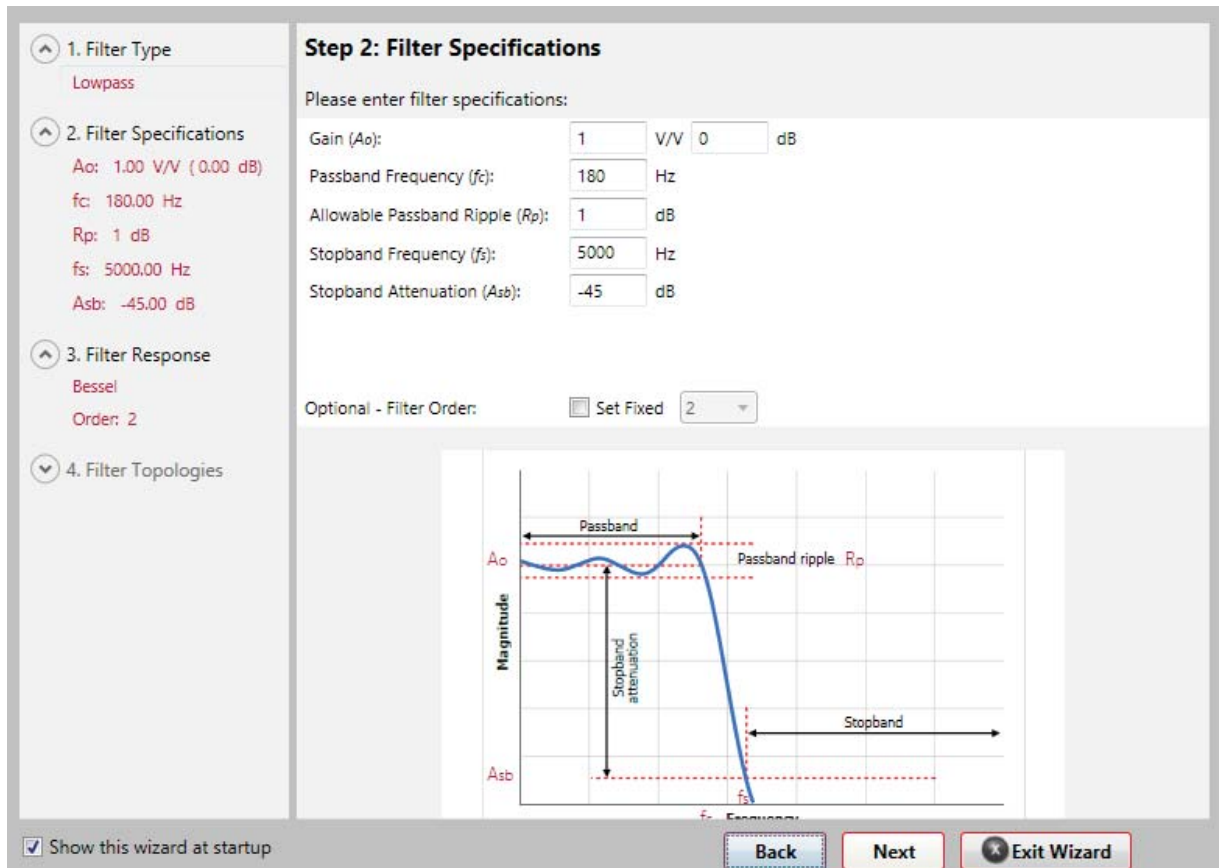 1. Filter Type
Lowpass
2. Filter Specifications
Ao: 1.00 V/V ( 0.00 dB)
fc: 180.00 Hz
Rp: 1 dB
fs: 5000.00 Hz
Asb: -45.00 dB
3. Filter Response
Bessel
Order: 2
4. Filter Topologies
Step 2: Filter Specifications
Please enter filter specifications:
Gain (Ao): 1 V/V 0 dB
Passband Frequency (fc): 180 Hz
Allowable Passband Ripple (Rp): 1 dB
Stopband Frequency (fs): 5000 Hz
Stopband Attenuation (Asb): -45 dB
Optional - Filter Order: Set Fixed 2
Passband
Ao
Passband ripple Rp
Magnitude
Stopband
attenuation
Stopband
Asb
fs
Frequency
Show this wizard at startup
Back Next Exit Wizard